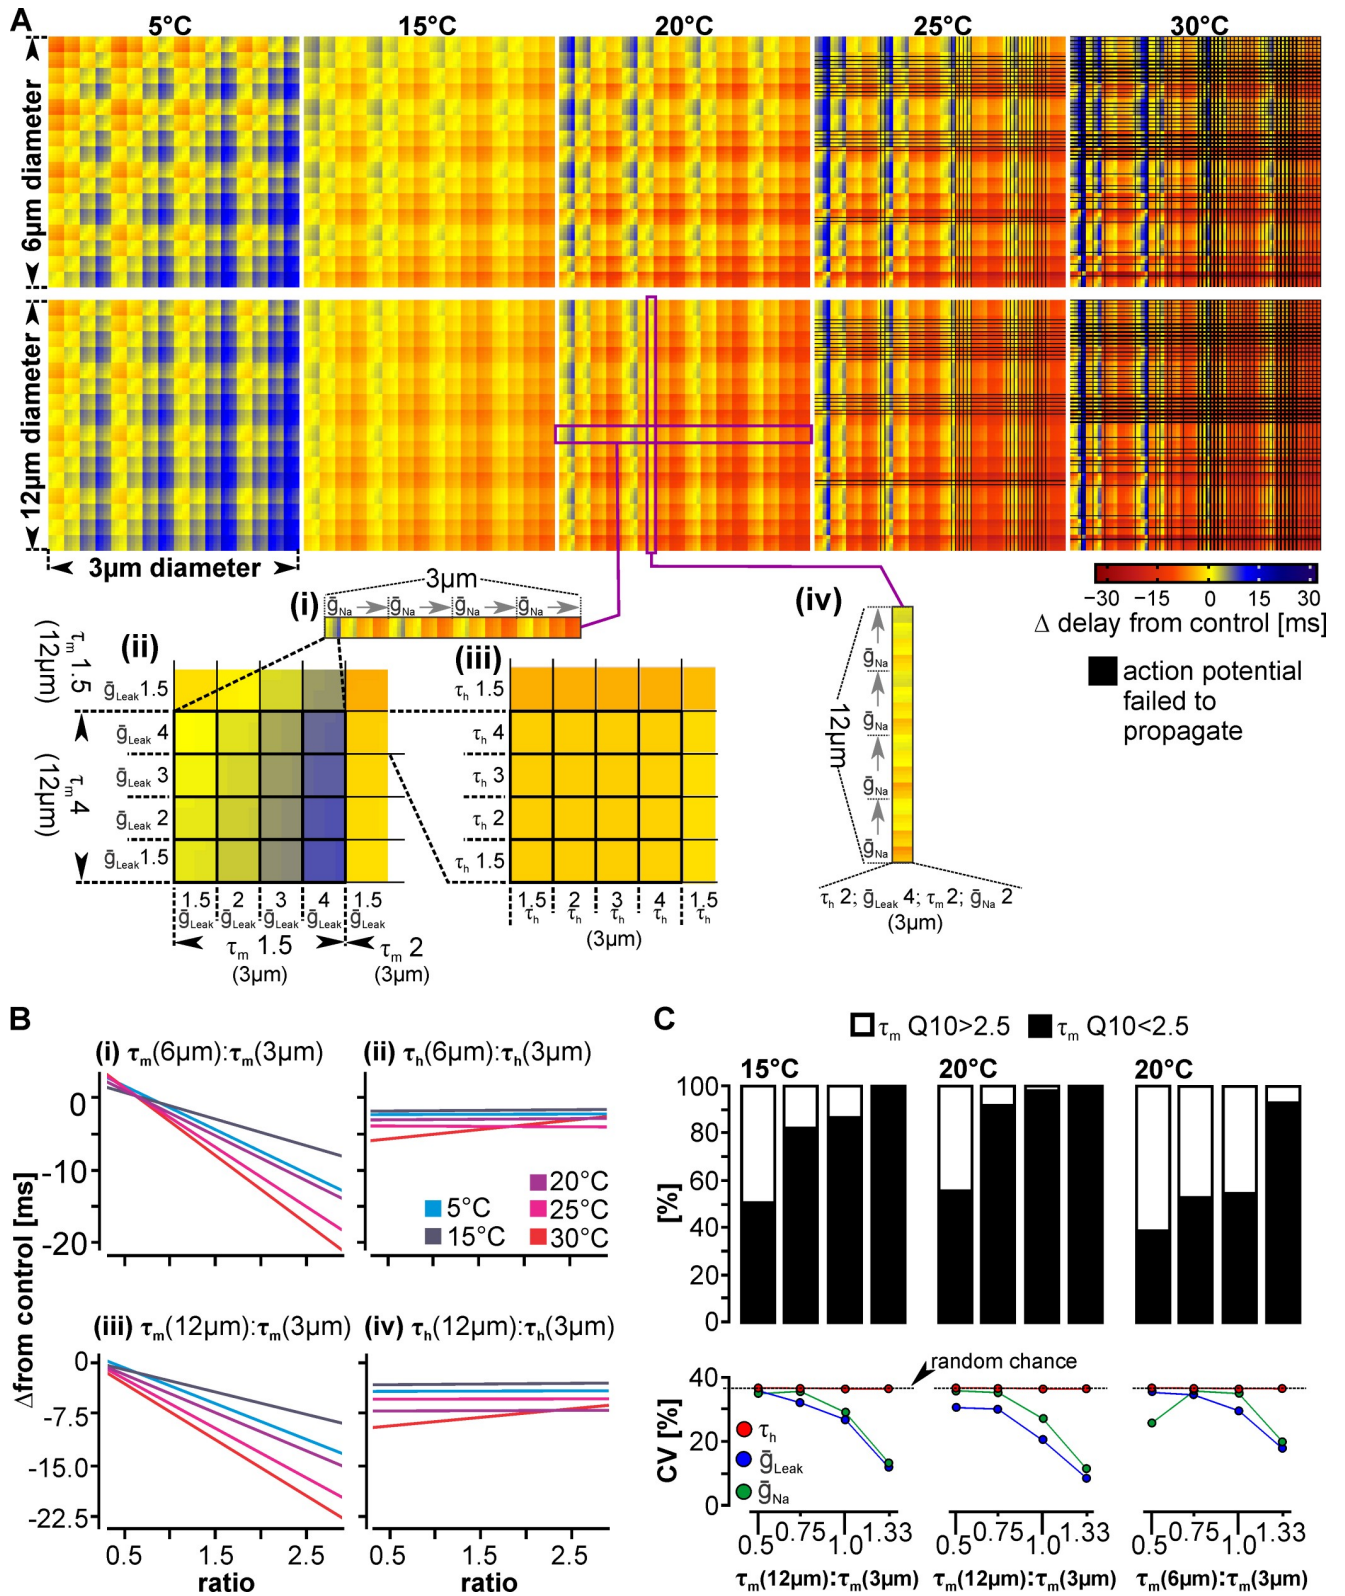 A
5°C 15°C 20°C 25°C 30°C
6µm diameter
12µm diameter
3µm diameter
−30 −15 0 15 30
Δ delay from control [ms]
action potential
failed to
propagate
(i)
3µm
ḡNa ḡNa ḡNa ḡNa
(ii)
τm 1.5
(12µm)
τm 4
(12µm)
ḡLeak 1.5
ḡLeak 4
ḡLeak 3
ḡLeak 2
ḡLeak 1.5
1.5 2 3 4 1.5
ḡLeak ḡLeak ḡLeak ḡLeak ḡLeak
τm 1.5 τm 2
(3µm) (3µm)
(iii)
τh 1.5
τh 4
τh 3
τh 2
τh 1.5
1.5 2 3 4 1.5
τh τh τh τh τh
(3µm)
(iv)
12µm
ḡNa
ḡNa
ḡNa
ḡNa
τh 2; ḡLeak 4; τm 2; ḡNa 2
(3µm)
B
Δfrom control [ms]
(i) τm(6µm):τm(3µm)
0
-10
-20
(ii) τh(6µm):τh(3µm)
5°C
15°C
20°C
25°C
30°C
(iii) τm(12µm):τm(3µm)
0
-7.5
-15.0
-22.5
0.5 1.5 2.5
ratio
(iv) τh(12µm):τh(3µm)
0.5 1.5 2.5
ratio
C
τm Q10>2.5 τm Q10<2.5
15°C 20°C 20°C
[%]
100
80
60
40
20
0
random chance
CV [%]
40
20
0
τh
ḡLeak
ḡNa
0.5 0.75 1.0 1.33
0.5 0.75 1.0 1.33
0.5 0.75 1.0 1.33
τm(12µm):τm(3µm) τm(12µm):τm(3µm) τm(6µm):τm(3µm)